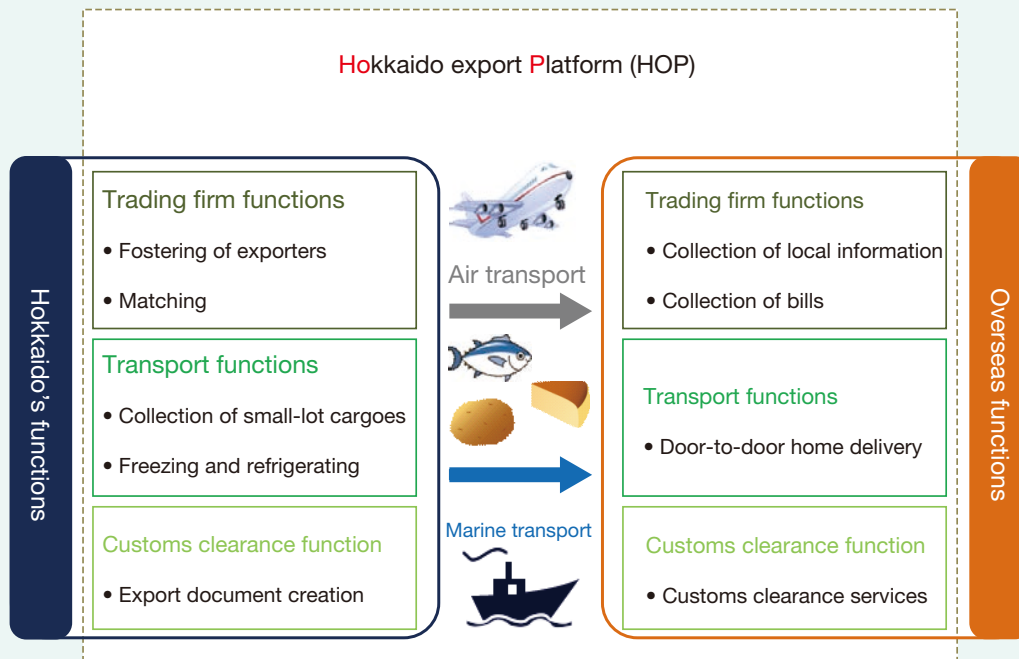 Hokkaido export Platform (HOP)
Hokkaido's functions
Trading firm functions
• Fostering of exporters
• Matching
Transport functions
• Collection of small-lot cargoes
• Freezing and refrigerating
Customs clearance function
• Export document creation
Air transport
Marine transport
Trading firm functions
• Collection of local information
• Collection of bills
Transport functions
• Door-to-door home delivery
Customs clearance function
• Customs clearance services
Overseas functions